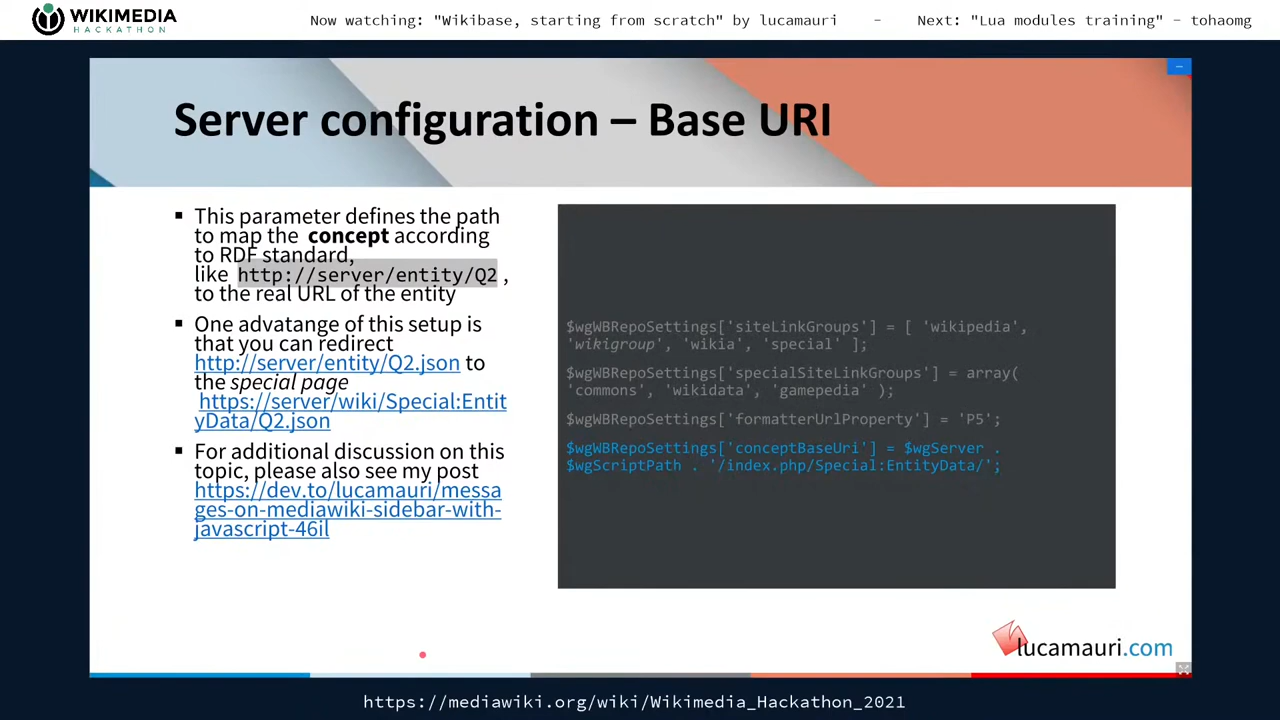 WIKIMEDIA
HACKATHON
Now watching: "Wikibase, starting from scratch" by lucamauri - Next: "Lua modules training" - tohaomg
Server configuration – Base URI
▪ This parameter defines the path
to map the concept according
to RDF standard,
like http://server/entity/Q2 ,
to the real URL of the entity
▪ One advatange of this setup is
that you can redirect
http://server/entity/Q2.json to
the special page
https://server/wiki/Special:Entit
yData/Q2.json
▪ For additional discussion on this
topic, please also see my post
https://dev.to/lucamauri/messa
ges-on-mediawiki-sidebar-with-
javascript-46il
$wgWBRepoSettings['siteLinkGroups'] = [ 'wikipedia',
'wikigroup', 'wikia', 'special' ];
$wgWBRepoSettings['specialSiteLinkGroups'] = array(
'commons', 'wikidata', 'gamepedia' );
$wgWBRepoSettings['formatterUrlProperty'] = 'P5';
$wgWBRepoSettings['conceptBaseUri'] = $wgServer .
$wgScriptPath . '/index.php/Special:EntityData/';
lucamauri.com
https://mediawiki.org/wiki/Wikimedia_Hackathon_2021